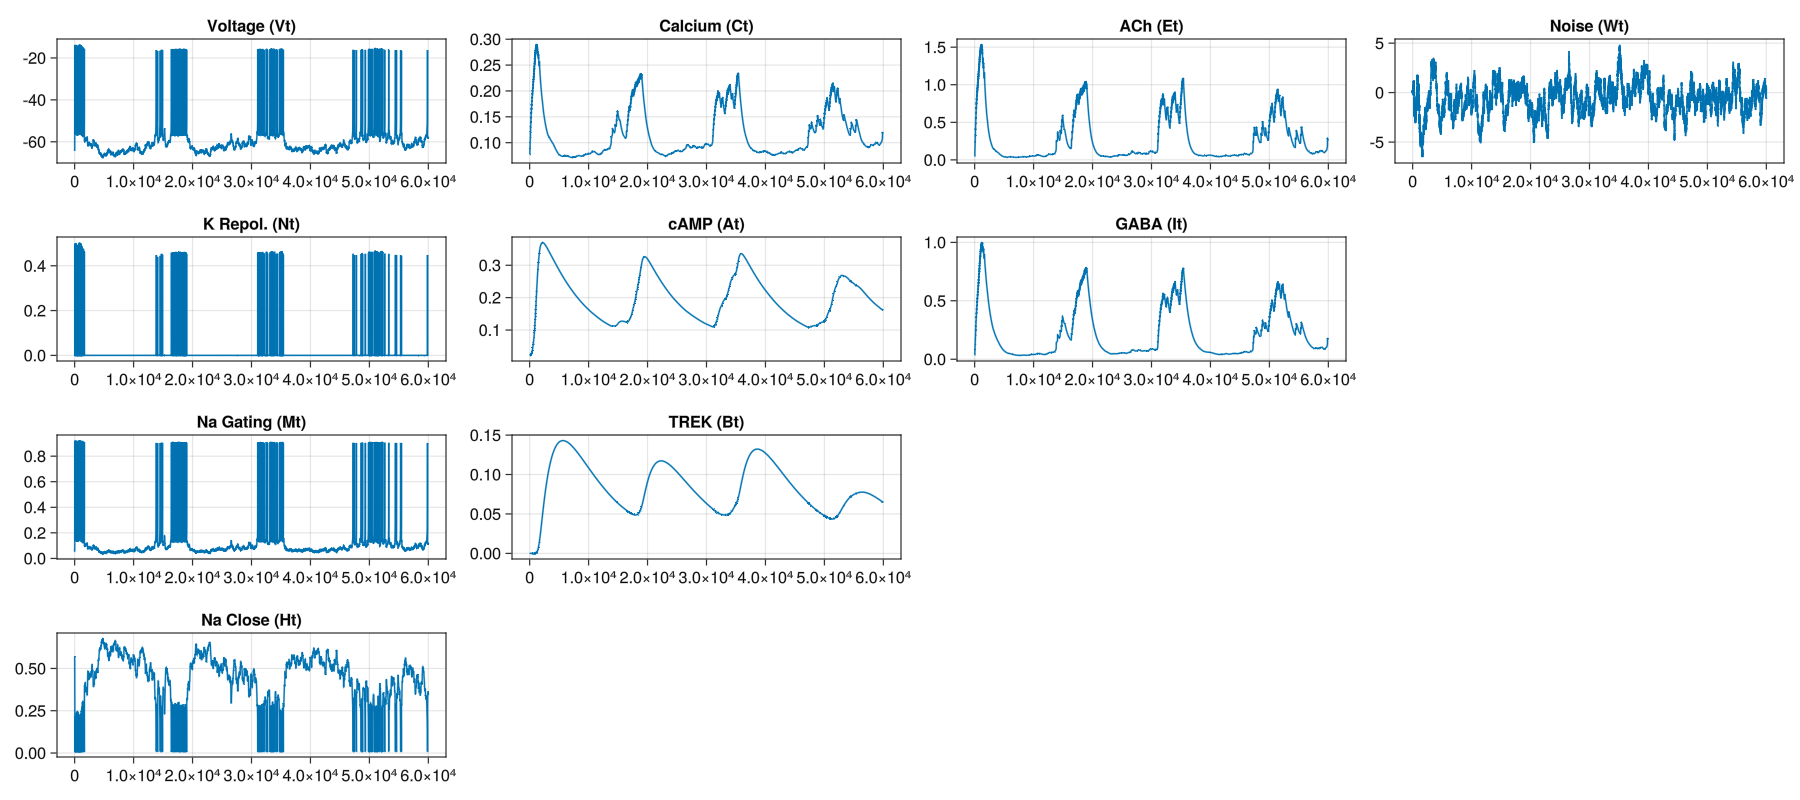 Voltage (Vt)
-20
-40
-60
0 1.0×10⁴ 2.0×10⁴ 3.0×10⁴ 4.0×10⁴ 5.0×10⁴ 6.0×10⁴
Calcium (Ct)
0.30
0.25
0.20
0.15
0.10
0 1.0×10⁴ 2.0×10⁴ 3.0×10⁴ 4.0×10⁴ 5.0×10⁴ 6.0×10⁴
ACh (Et)
1.5
1.0
0.5
0.0
0 1.0×10⁴ 2.0×10⁴ 3.0×10⁴ 4.0×10⁴ 5.0×10⁴ 6.0×10⁴
Noise (Wt)
5
0
-5
0 1.0×10⁴ 2.0×10⁴ 3.0×10⁴ 4.0×10⁴ 5.0×10⁴ 6.0×10⁴
K Repol. (Nt)
0.4
0.2
0.0
0 1.0×10⁴ 2.0×10⁴ 3.0×10⁴ 4.0×10⁴ 5.0×10⁴ 6.0×10⁴
cAMP (At)
0.3
0.2
0.1
0 1.0×10⁴ 2.0×10⁴ 3.0×10⁴ 4.0×10⁴ 5.0×10⁴ 6.0×10⁴
GABA (It)
1.0
0.5
0.0
0 1.0×10⁴ 2.0×10⁴ 3.0×10⁴ 4.0×10⁴ 5.0×10⁴ 6.0×10⁴
Na Gating (Mt)
0.8
0.6
0.4
0.2
0.0
0 1.0×10⁴ 2.0×10⁴ 3.0×10⁴ 4.0×10⁴ 5.0×10⁴ 6.0×10⁴
TREK (Bt)
0.15
0.10
0.05
0.00
0 1.0×10⁴ 2.0×10⁴ 3.0×10⁴ 4.0×10⁴ 5.0×10⁴ 6.0×10⁴
Na Close (Ht)
0.50
0.25
0.00
0 1.0×10⁴ 2.0×10⁴ 3.0×10⁴ 4.0×10⁴ 5.0×10⁴ 6.0×10⁴